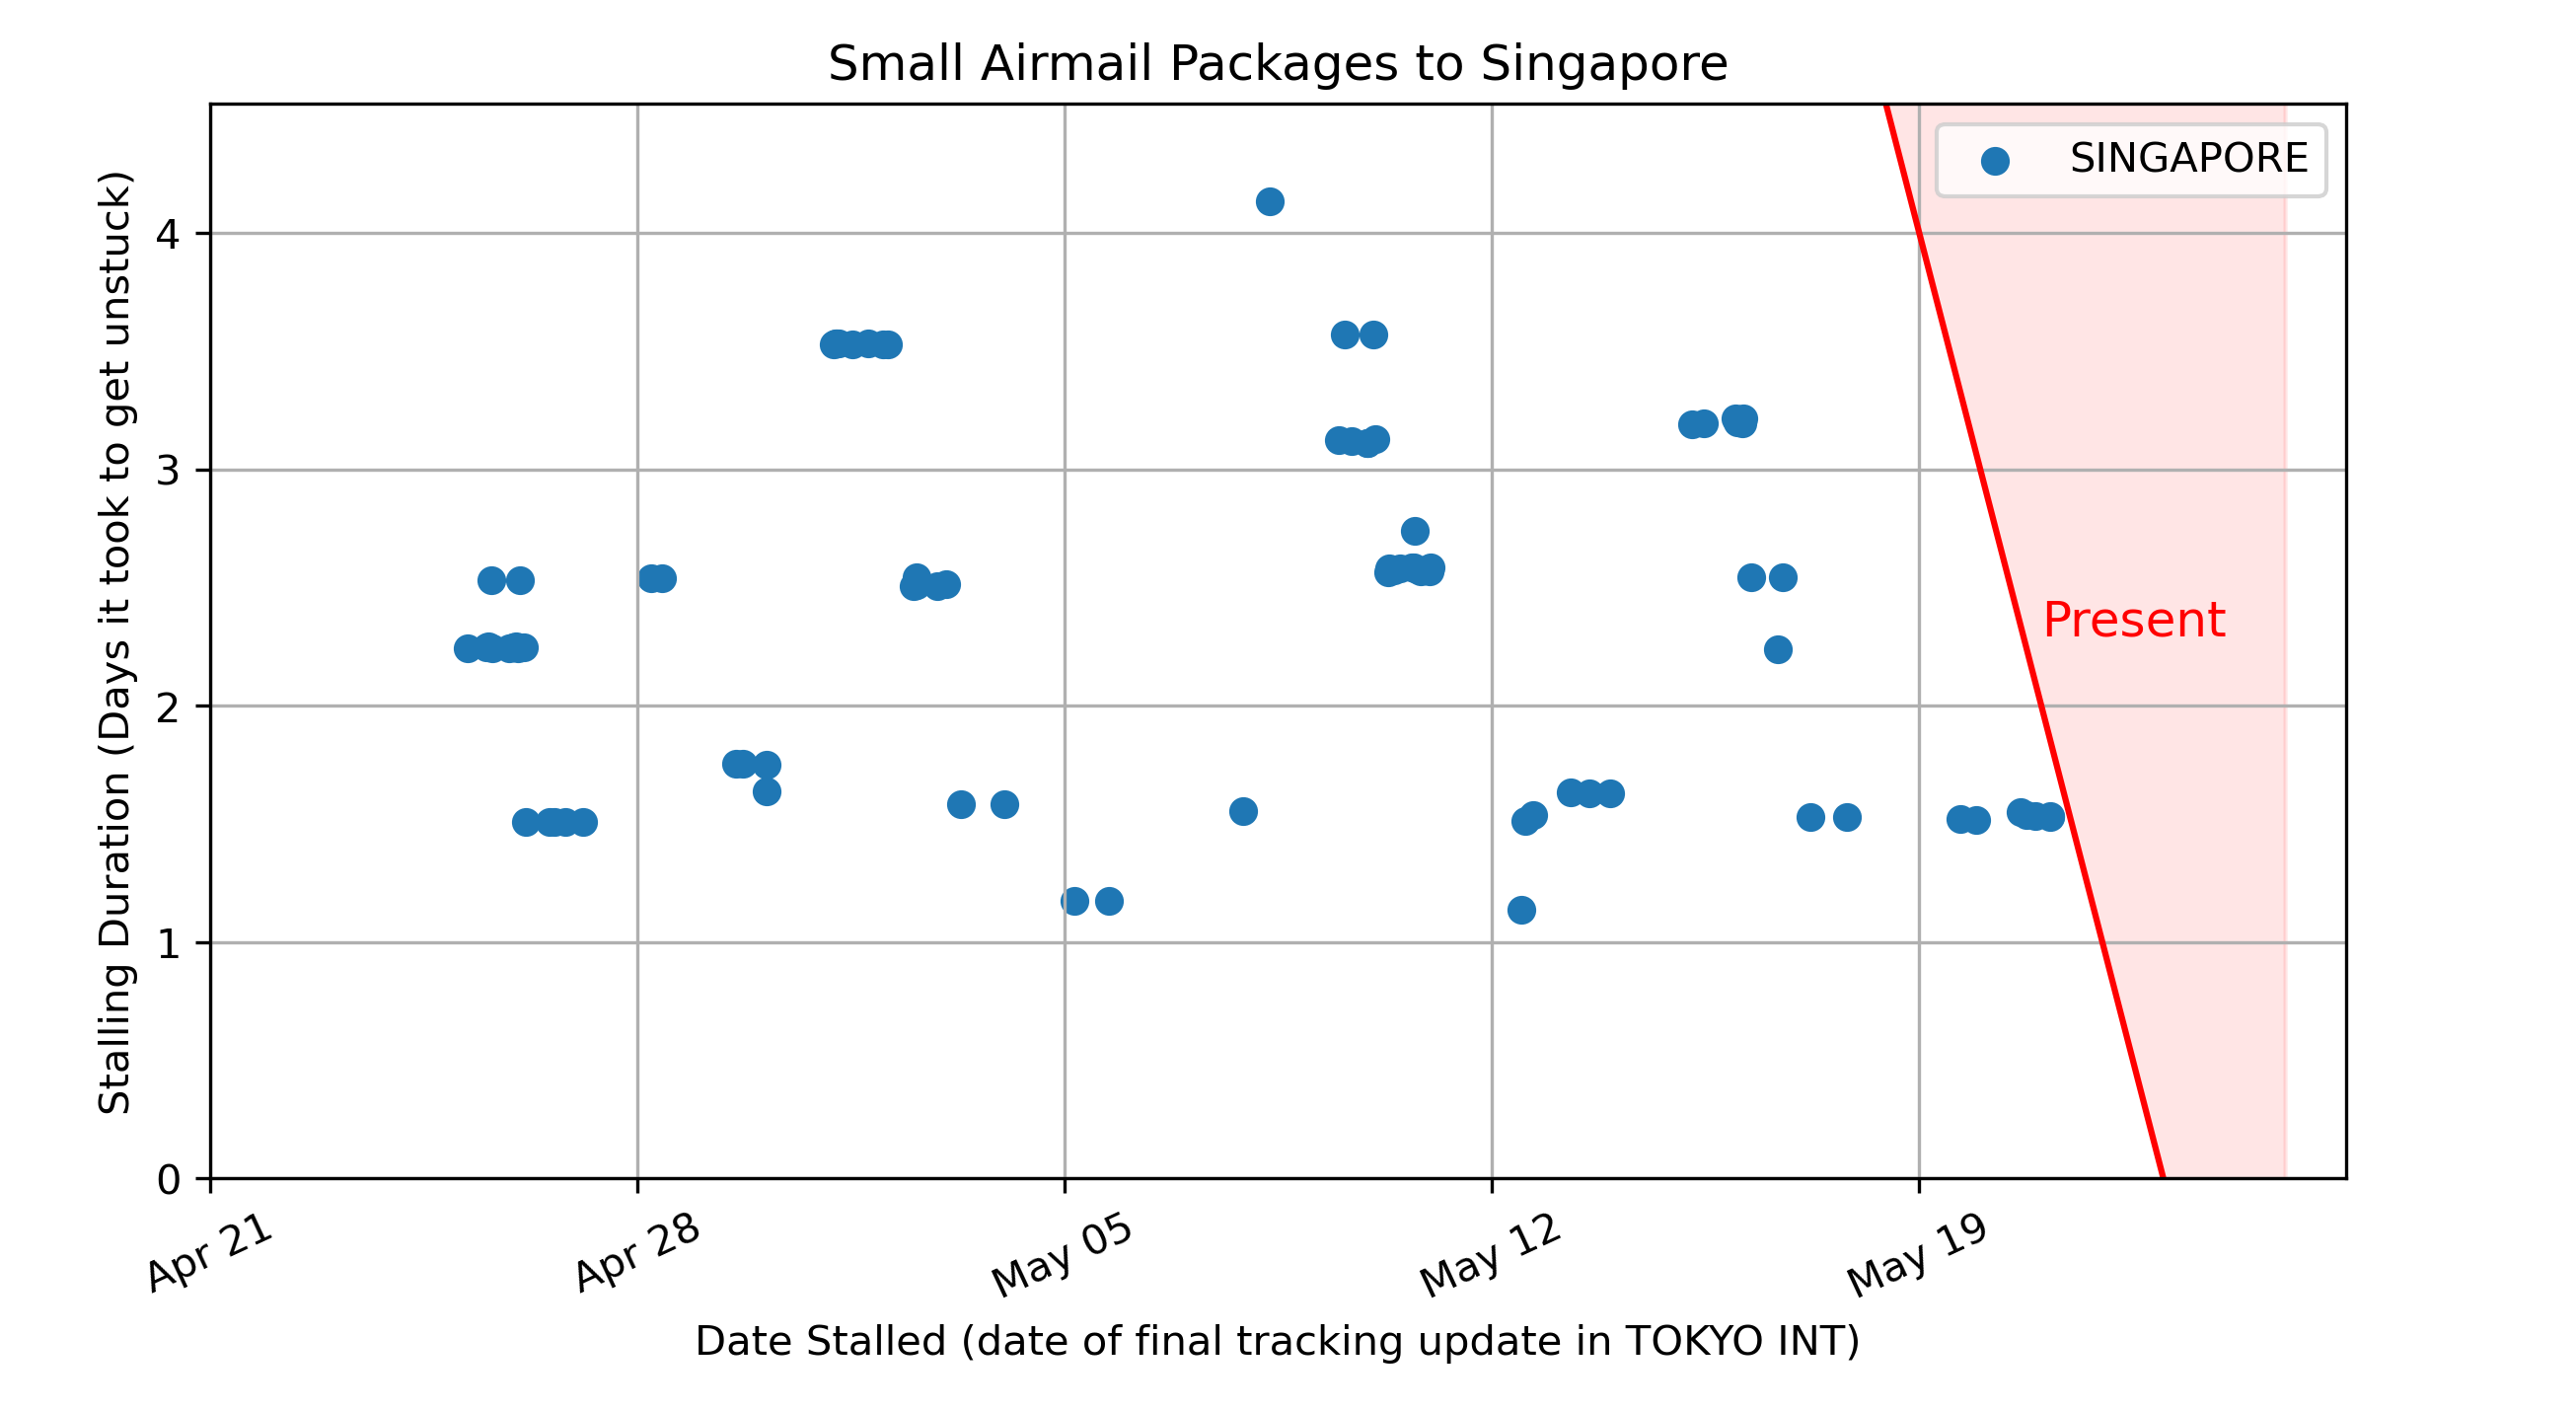 Small Airmail Packages to Singapore
SINGAPORE
Stalling Duration (Days it took to get unstuck)
4
3
2
1
0
Present
Apr 21
Apr 28
May 05
May 12
May 19
Date Stalled (date of final tracking update in TOKYO INT)